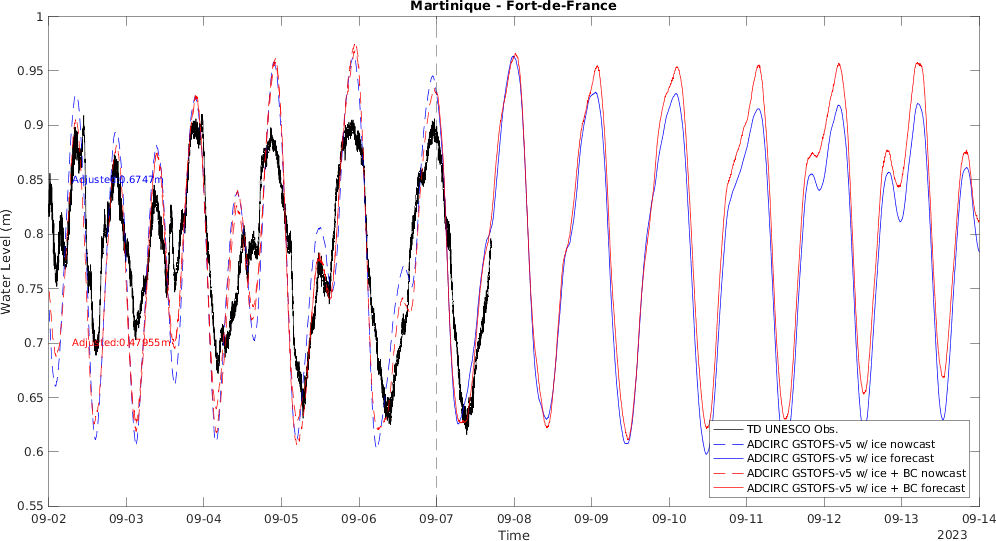 Martinique - Fort-de-France
Water Level (m)
1
0.95
0.9
0.85
0.8
0.75
0.7
0.65
0.6
0.55
Adjusted:0.6747m
Adjusted:0.47955m
TD UNESCO Obs.
ADCIRC GSTOFS-v5 w/ ice nowcast
ADCIRC GSTOFS-v5 w/ ice forecast
ADCIRC GSTOFS-v5 w/ ice + BC nowcast
ADCIRC GSTOFS-v5 w/ ice + BC forecast
09-02 09-03 09-04 09-05 09-06 09-07 09-08 09-09 09-10 09-11 09-12 09-13 09-14
Time
2023